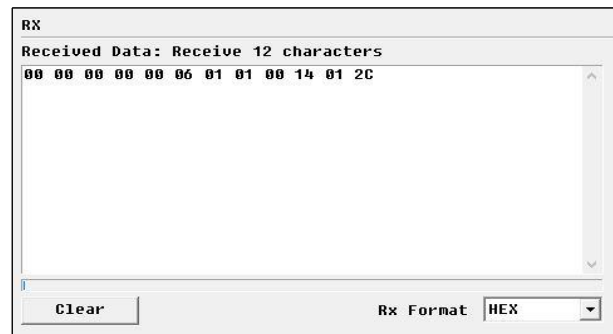 RX
Received Data: Receive 12 characters
00 00 00 00 00 06 01 01 00 14 01 2C
Clear
Rx Format
HEX